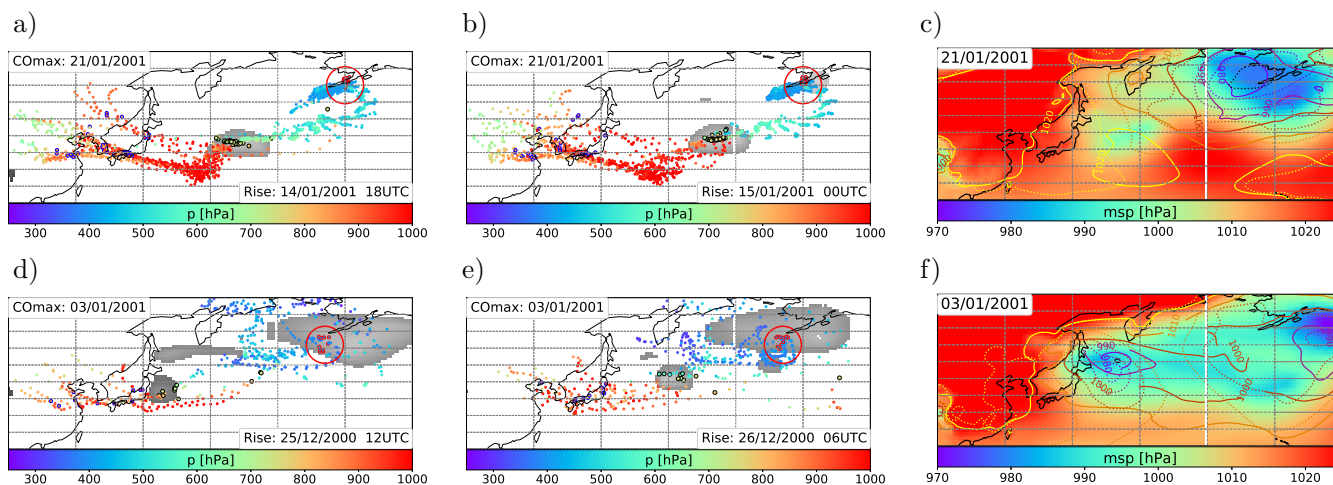 a)
b)
c)
COmax: 21/01/2001
COmax: 21/01/2001
21/01/2001
Rise: 14/01/2001 18UTC
Rise: 15/01/2001 00UTC
p [hPa]
p [hPa]
msp [hPa]
300 400 500 600 700 800 900 1000
300 400 500 600 700 800 900 1000
970 980 990 1000 1010 1020
d)
e)
f)
COmax: 03/01/2001
COmax: 03/01/2001
03/01/2001
990
1000
1000
Rise: 25/12/2000 12UTC
Rise: 26/12/2000 06UTC
p [hPa]
p [hPa]
msp [hPa]
300 400 500 600 700 800 900 1000
300 400 500 600 700 800 900 1000
970 980 990 1000 1010 1020